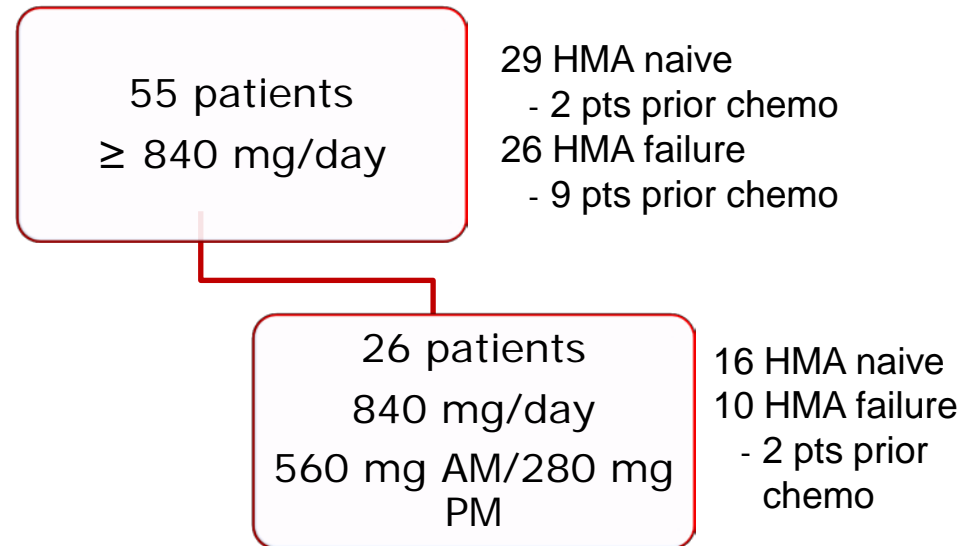 55 patients
≥ 840 mg/day
29 HMA naive
- 2 pts prior chemo
26 HMA failure
- 9 pts prior chemo
26 patients
840 mg/day
560 mg AM/280 mg
PM
16 HMA naive
10 HMA failure
- 2 pts prior
chemo